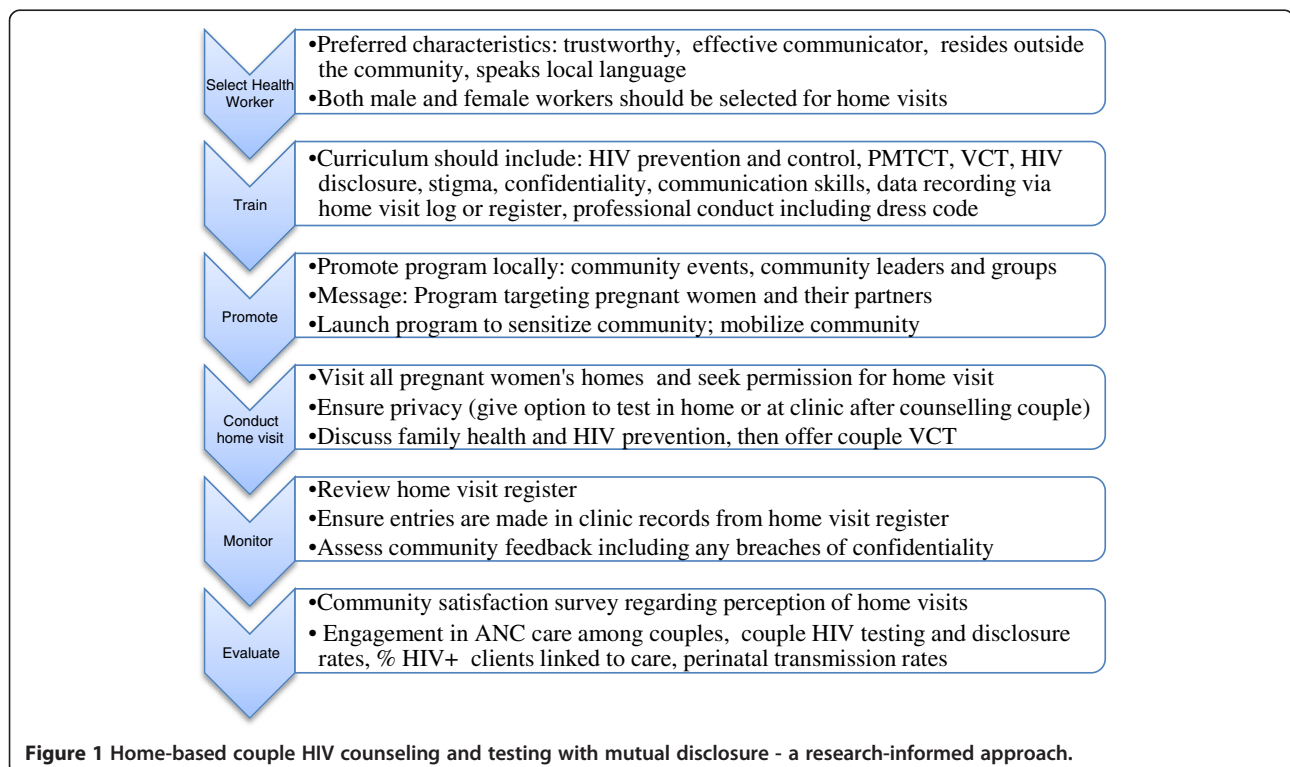 •Preferred characteristics: trustworthy, effective communicator, resides outside
the community, speaks local language
•Both male and female workers should be selected for home visits
Select Health
Worker
•Curriculum should include: HIV prevention and control, PMTCT, VCT, HIV
disclosure, stigma, confidentiality, communication skills, data recording via
home visit log or register, professional conduct including dress code
Train
•Promote program locally: community events, community leaders and groups
•Message: Program targeting pregnant women and their partners
•Launch program to sensitize community; mobilize community
Promote
•Visit all pregnant women's homes and seek permission for home visit
•Ensure privacy (give option to test in home or at clinic after counselling couple)
•Discuss family health and HIV prevention, then offer couple VCT
Conduct
home visit
•Review home visit register
•Ensure entries are made in clinic records from home visit register
•Assess community feedback including any breaches of confidentiality
Monitor
•Community satisfaction survey regarding perception of home visits
• Engagement in ANC care among couples, couple HIV testing and disclosure
rates, % HIV+ clients linked to care, perinatal transmission rates
Evaluate
Figure 1 Home-based couple HIV counseling and testing with mutual disclosure - a research-informed approach.